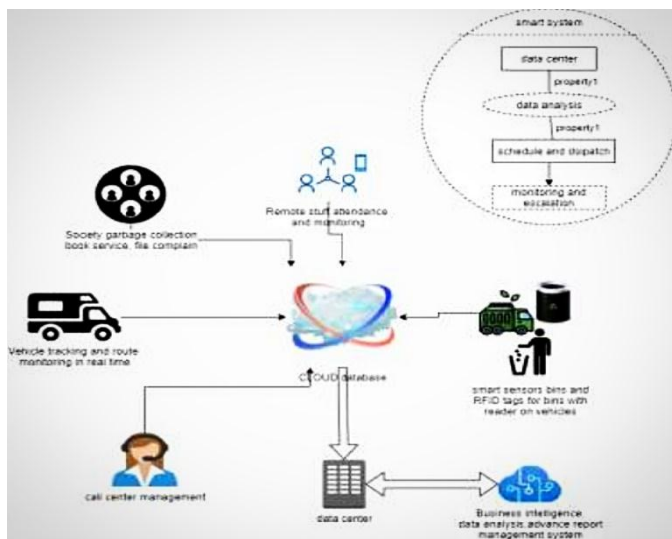 smart system
data center
property1
data analysis
property1
schedule and dispatch
monitoring and
escalation
Remote stuff attendence
and monitoring
Society garbage collection
book service, file complain
Vehicle tracking and route
monitoring in real time
CLOUD database
smart sensors bins and
RFID tags for bins with
reader on vehicles
call center management
data center
Business intelligence
data analysis, advance report
management system